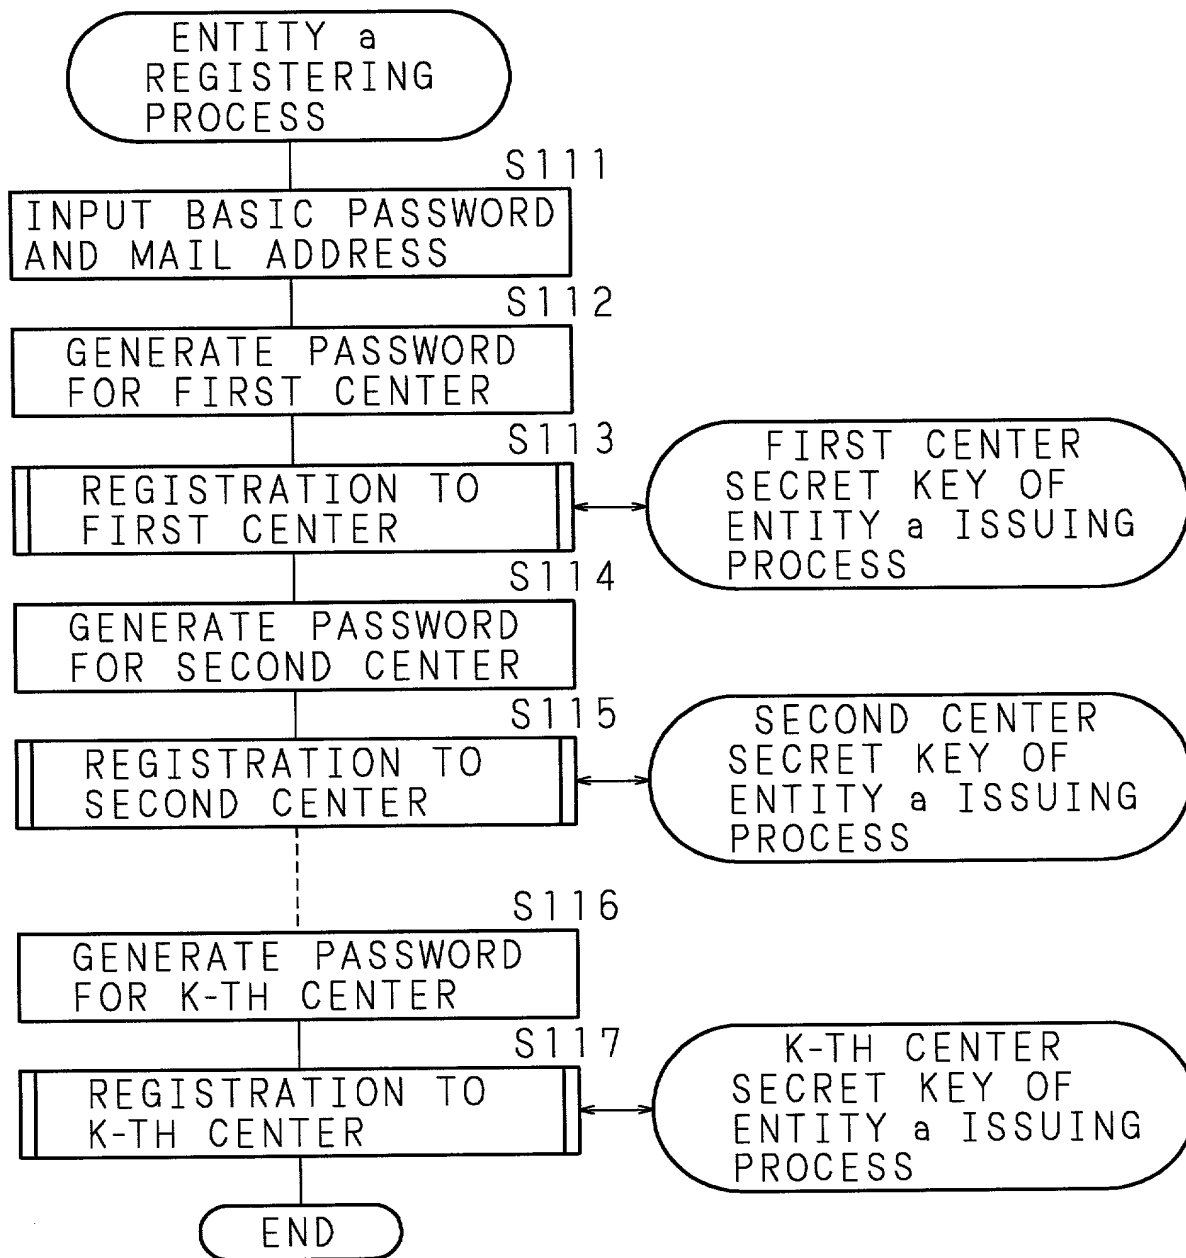 ENTITY a
REGISTERING
PROCESS
S111
INPUT BASIC PASSWORD
AND MAIL ADDRESS
S112
GENERATE PASSWORD
FOR FIRST CENTER
S113
REGISTRATION TO
FIRST CENTER
FIRST CENTER
SECRET KEY OF
ENTITY a ISSUING
PROCESS
S114
GENERATE PASSWORD
FOR SECOND CENTER
S115
REGISTRATION TO
SECOND CENTER
SECOND CENTER
SECRET KEY OF
ENTITY a ISSUING
PROCESS
S116
GENERATE PASSWORD
FOR K-TH CENTER
S117
REGISTRATION TO
K-TH CENTER
K-TH CENTER
SECRET KEY OF
ENTITY a ISSUING
PROCESS
END